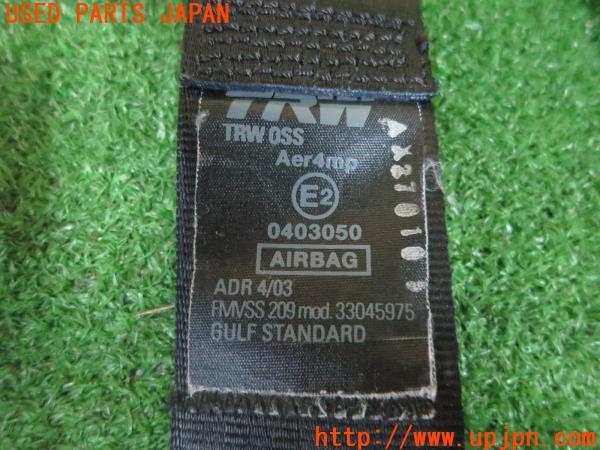 USED PARTS JAPAN
TRW
TRW OSS
Aer4mp
E2
0403050
AIRBAG
ADR 4/03
FMVSS 209 mod. 33045975
GULF STANDARD
http://www.upjpn.com/